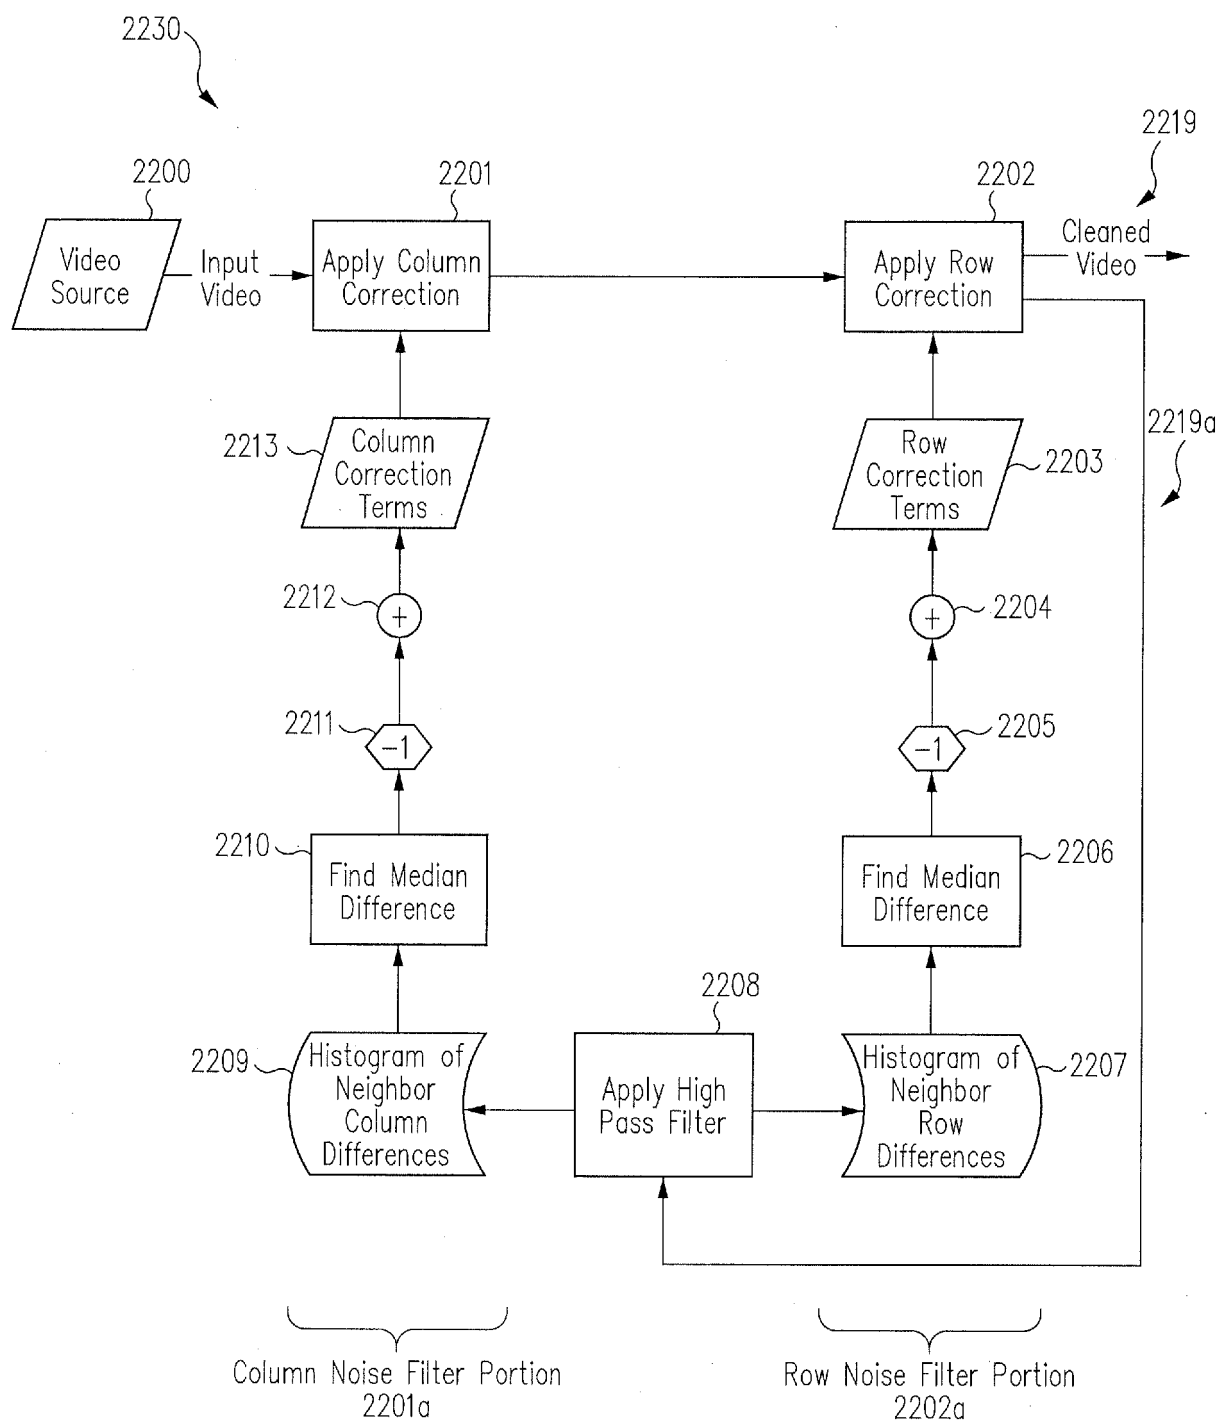 2230
2219
2200
2201
2202
Video
Source
Input
Video
Apply Column
Correction
Apply Row
Correction
Cleaned
Video
2219a
2213
Column
Correction
Terms
Row
Correction
Terms
2203
2212
+
+
2204
2211
−1
−1
2205
2210
Find Median
Difference
Find Median
Difference
2206
2208
2209
Histogram of
Neighbor
Column
Differences
Apply High
Pass Filter
Histogram of
Neighbor
Row
Differences
2207
Column Noise Filter Portion
2201a
Row Noise Filter Portion
2202a